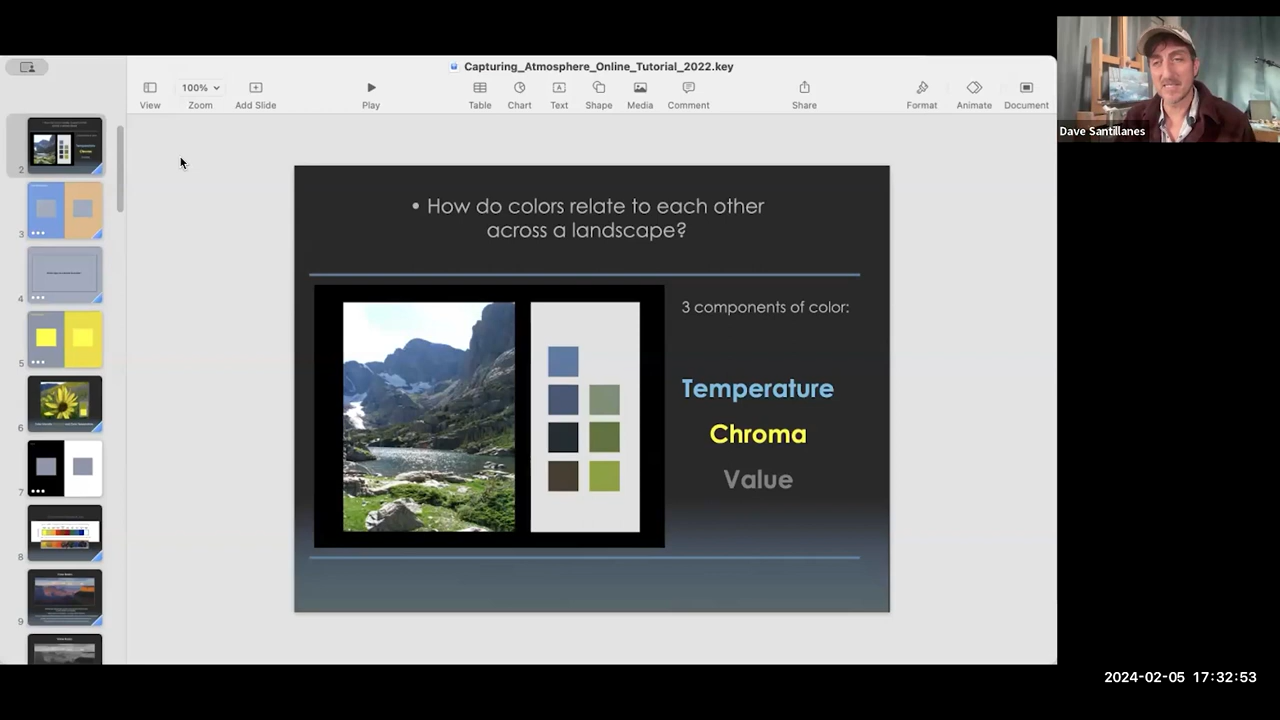 Capturing_Atmosphere_Online_Tutorial_2022.key
View
100%
Zoom
Add Slide
Play
Table
Chart
Text
Shape
Media
Comment
Share
Format
Animate
Document
Dave Santillanes
2
3
4
5
6
7
8
9
• How do colors relate to each other
across a landscape?
3 components of color:
Temperature
Chroma
Value
2024-02-05 17:32:53